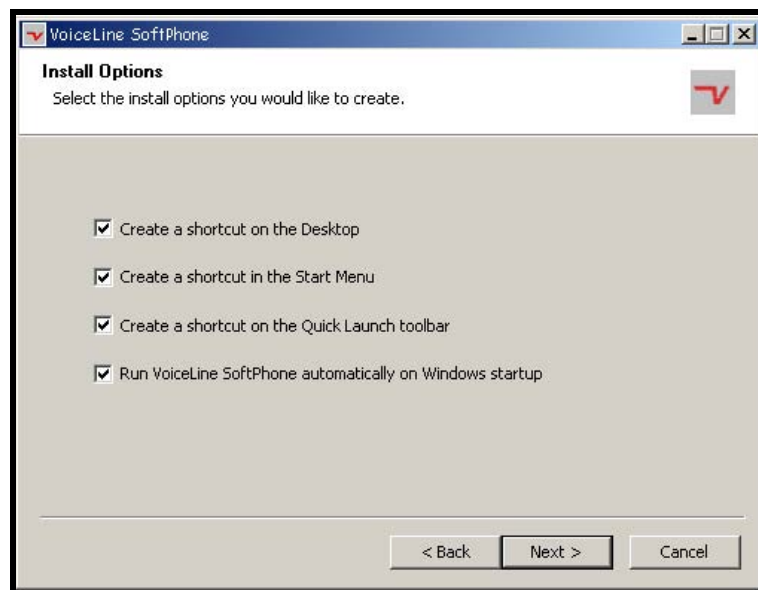 VoiceLine SoftPhone
Install Options
Select the install options you would like to create.
Create a shortcut on the Desktop
Create a shortcut in the Start Menu
Create a shortcut on the Quick Launch toolbar
Run VoiceLine SoftPhone automatically on Windows startup
< Back Next > Cancel